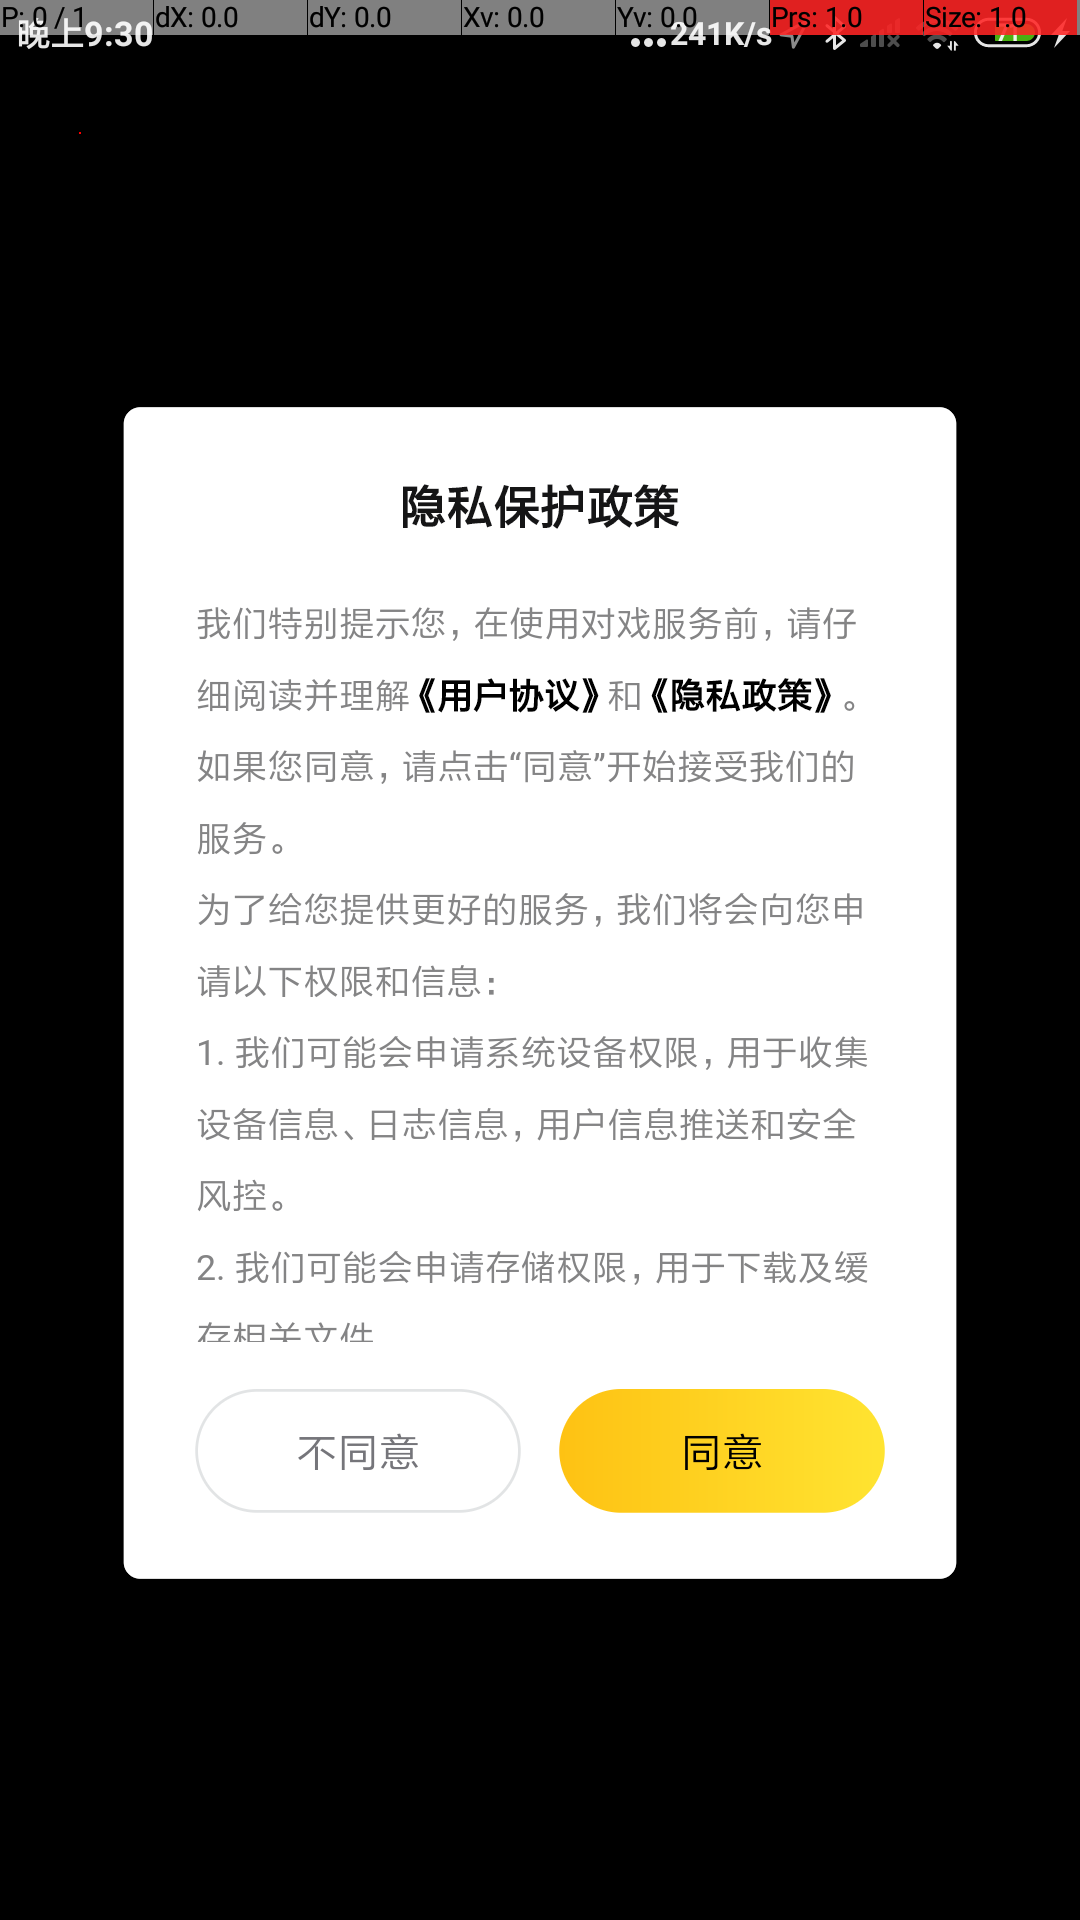 P: 0 / 1 dX: 0.0 dY: 0.0 Xv: 0.0 Yv: 0.0 Prs: 1.0 Size: 1.0
晚上9:30 ...241K/s 71
隐私保护政策
我们特别提示您，在使用对戏服务前，请仔
细阅读并理解《用户协议》和《隐私政策》。
如果您同意，请点击“同意”开始接受我们的
服务。
为了给您提供更好的服务，我们将会向您申
请以下权限和信息：
1. 我们可能会申请系统设备权限，用于收集
设备信息、日志信息，用户信息推送和安全
风控。
2. 我们可能会申请存储权限，用于下载及缓
存相关文件
不同意 同意